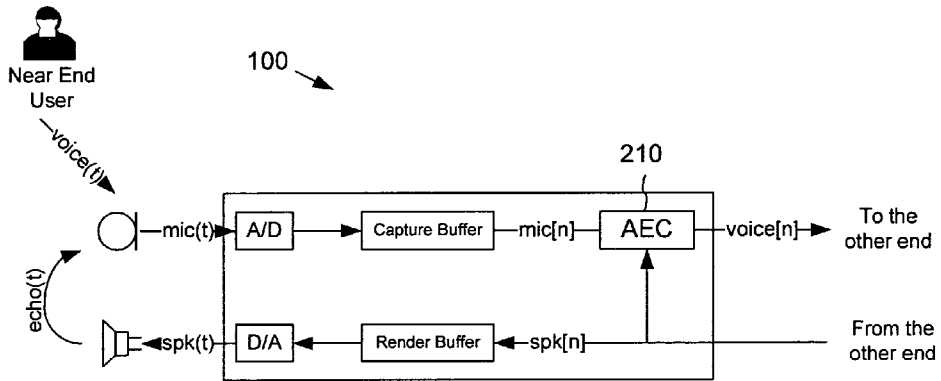 Near End
User
100
voice(t)
210
mic(t)
A/D
Capture Buffer
mic[n]
AEC
voice[n]
To the
other end
echo(t)
spk(t)
D/A
Render Buffer
spk[n]
From the
other end